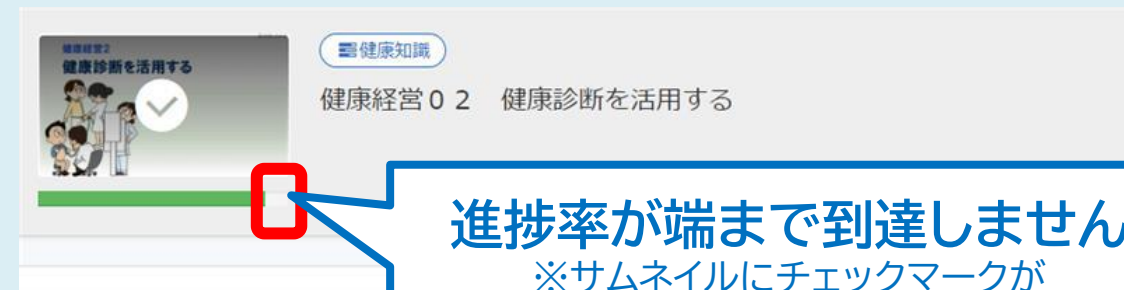 健康経営2
健康診断を活用する
健康知識
健康経営０２　健康診断を活用する
進捗率が端まで到達しません
※サムネイルにチェックマークが